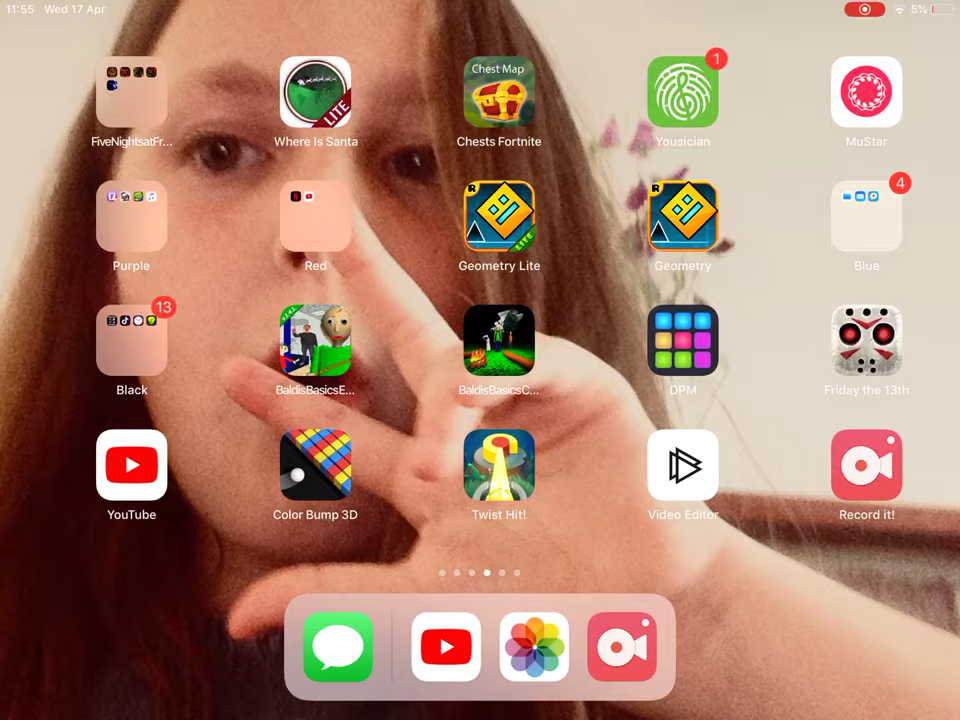 11:55 Wed 17 Apr 5%
Chest Map
LITE
1
FiveNightsatFr... Where Is Santa Chests Fortnite Yousician MuStar
R R
LITE
4
Purple Red Geometry Lite Geometry Blue
13
Black BaldisBasicsE... BaldisBasicsC... DPM Friday the 13th
YouTube Color Bump 3D Twist Hit! Video Editor Record it!